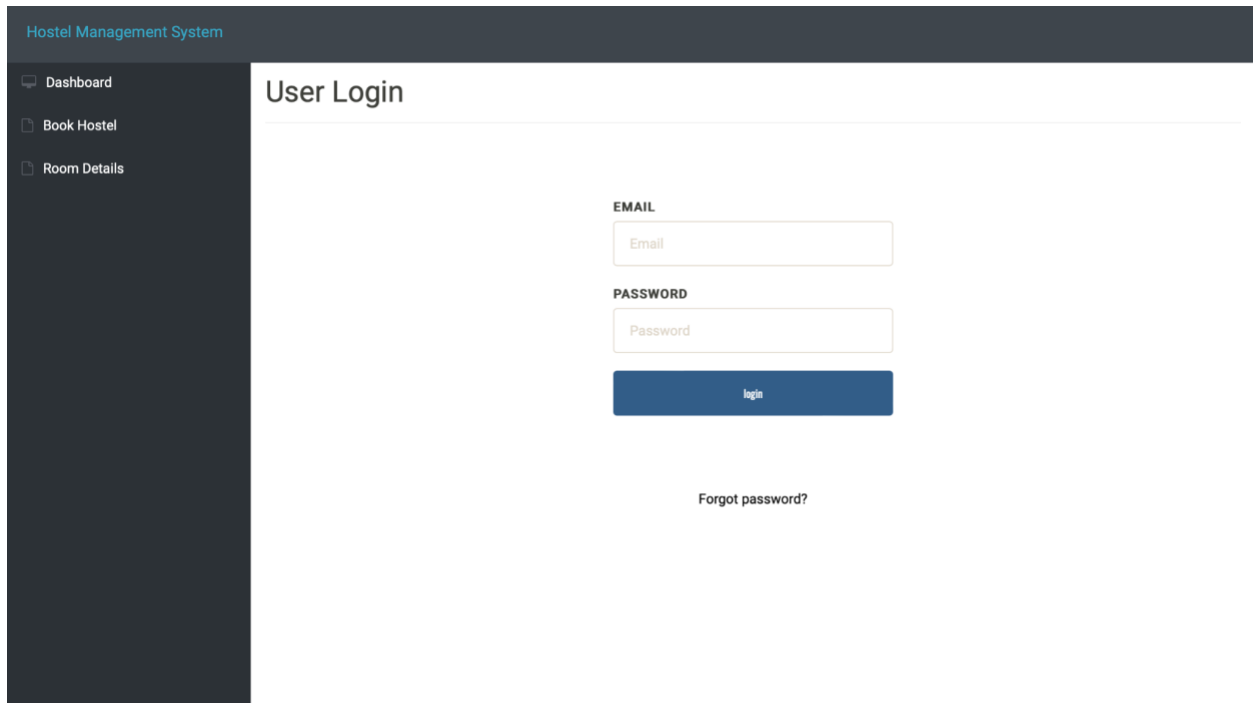 Hostel Management System
Dashboard
Book Hostel
Room Details
User Login
EMAIL
Email
PASSWORD
Password
login
Forgot password?